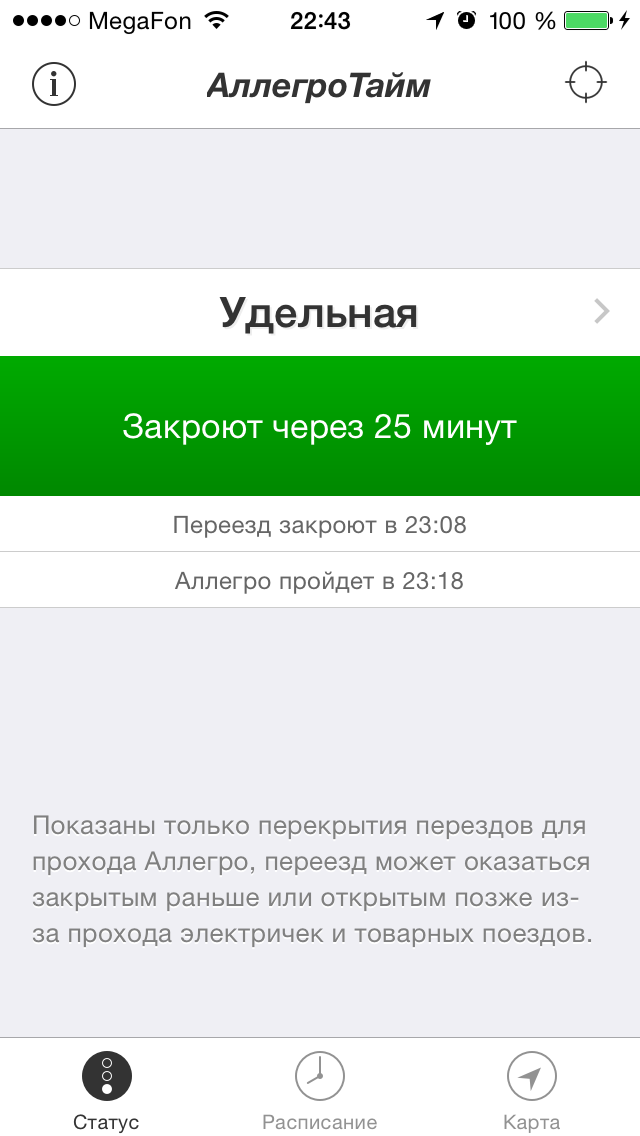 MegaFon 22:43 100 %
АллегроТайм
Удельная
Закроют через 25 минут
Переезд закроют в 23:08
Аллегро пройдет в 23:18
Показаны только перекрытия перездов для
прохода Аллегро, переезд может оказаться
закрытым раньше или открытым позже из-
за прохода электричек и товарных поездов.
Статус Расписание Карта